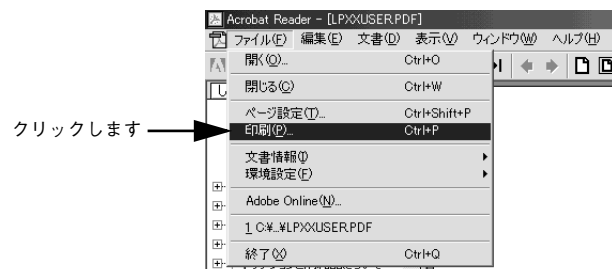 Acrobat Reader - [LPXXUSER.PDF]
ファイル(F) 編集(E) 文書(D) 表示(V) ウィンドウ(W) ヘルプ(H)
開く(O)... Ctrl+O
閉じる(C) Ctrl+W
ページ設定(T)... Ctrl+Shift+P
クリックします
印刷(P)... Ctrl+P
文書情報(I)
環境設定(F)
Adobe Online(N)...
1 C:¥...¥LPXXUSER.PDF
終了(X) Ctrl+Q